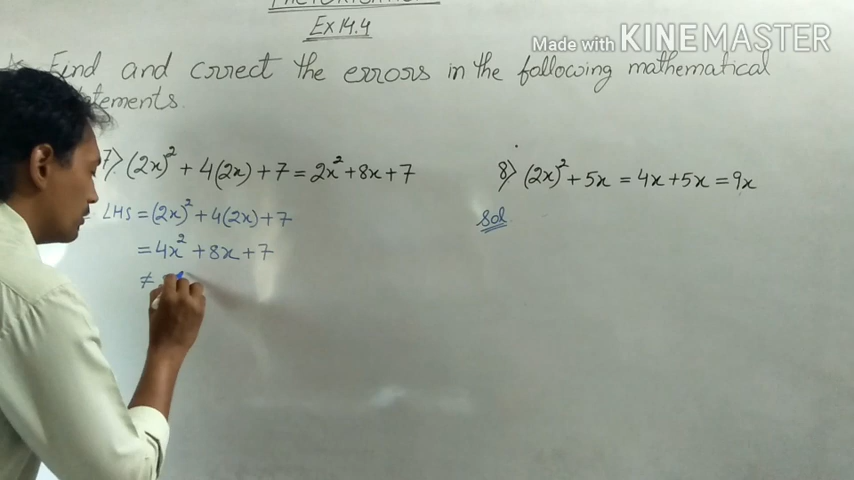 Made with KINEMASTER
Ex 14.4
Find and crrect the errors in the following mathematical
statements.
7> (2x)² + 4(2x) + 7 = 2x² + 8x + 7
LHS = (2x)² + 4(2x) + 7
= 4x² + 8x + 7
≠
8> (2x)² + 5x = 4x + 5x = 9x
Sol